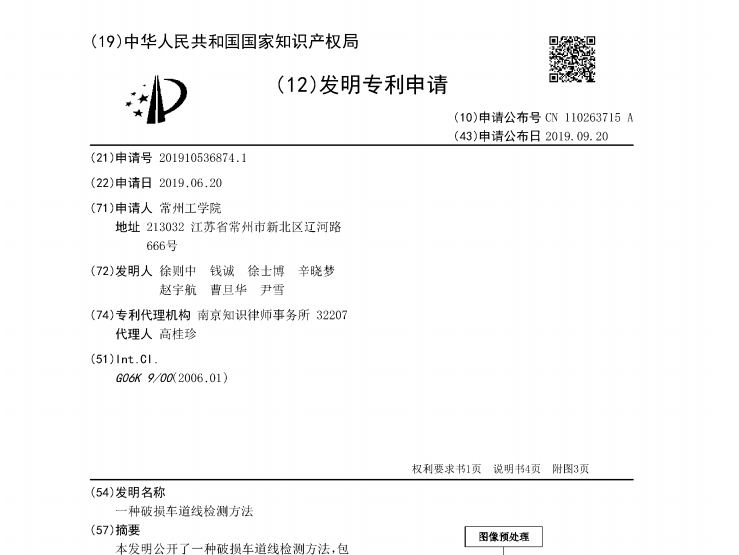 (19)中华人民共和国国家知识产权局
(12)发明专利申请
(10)申请公布号 CN 110263715 A
(43)申请公布日 2019.09.20
(21)申请号 201910536874.1
(22)申请日 2019.06.20
(71)申请人 常州工学院
地址 213032 江苏省常州市新北区辽河路
666号
(72)发明人 徐则中 钱诚 徐士博 辛晓梦
赵宇航 曹旦华 尹雪
(74)专利代理机构 南京知识律师事务所 32207
代理人 高桂珍
(51)Int.Cl.
G06K 9/00(2006.01)
权利要求书1页 说明书4页 附图3页
(54)发明名称
一种破损车道线检测方法
(57)摘要
本发明公开了一种破损车道线检测方法,包
图像预处理